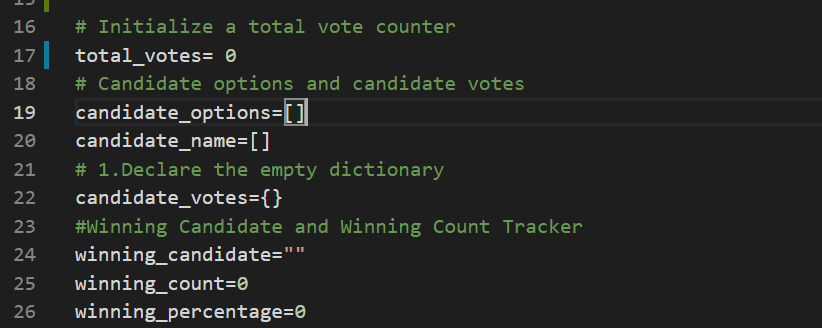 15
16 # Initialize a total vote counter
17 total_votes= 0
18 # Candidate options and candidate votes
19 candidate_options=[]
20 candidate_name=[]
21 # 1.Declare the empty dictionary
22 candidate_votes={}
23 #Winning Candidate and Winning Count Tracker
24 winning_candidate=""
25 winning_count=0
26 winning_percentage=0